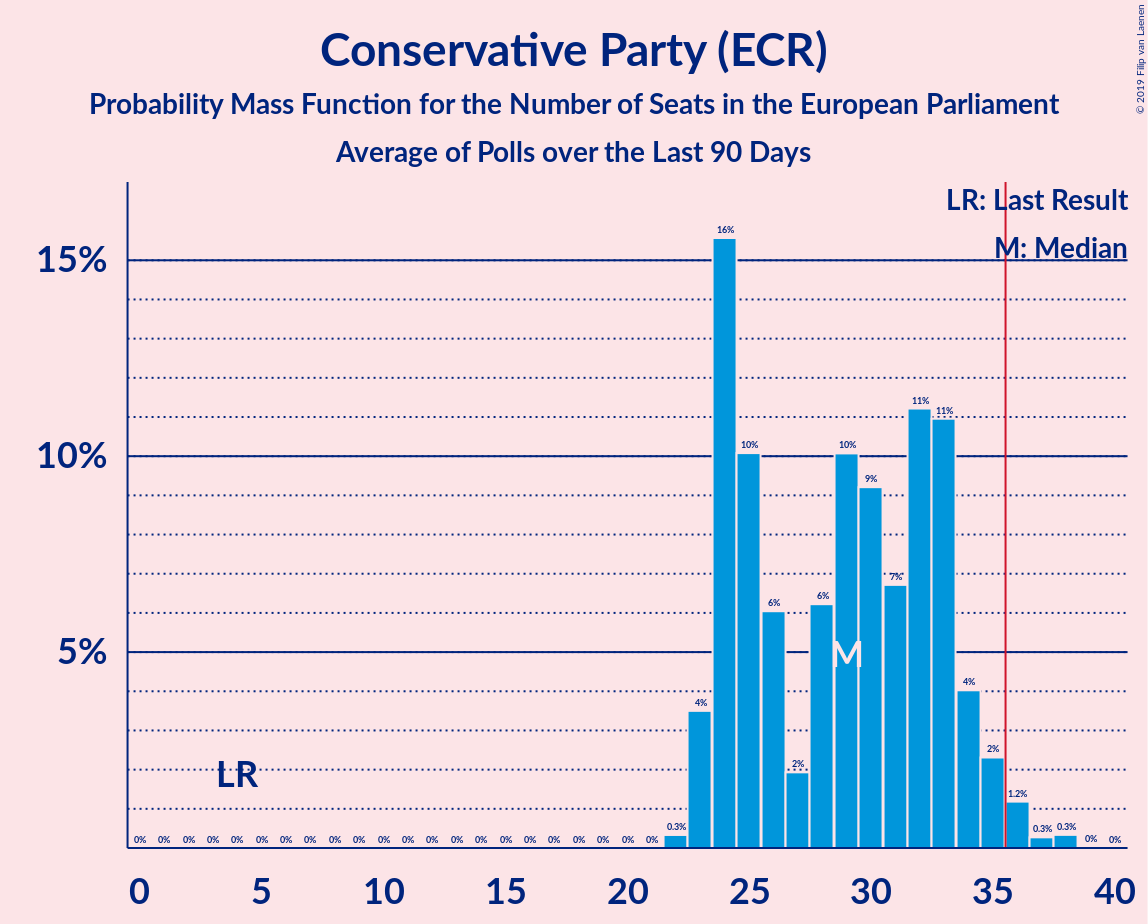 Conservative Party (ECR)
Probability Mass Function for the Number of Seats in the European Parliament
Average of Polls over the Last 90 Days
© 2019 Filip van Laenen
LR: Last Result
M: Median
15%
10%
5%
16%
11%
11%
10%
10%
9%
7%
6%
6%
M
4%
4%
2%
2%
LR
1.2%
0.3%
0.3%
0.3%
0% 0% 0% 0% 0% 0% 0% 0% 0% 0% 0% 0% 0% 0% 0% 0% 0% 0% 0% 0% 0% 0% 0% 0%
0 5 10 15 20 25 30 35 40